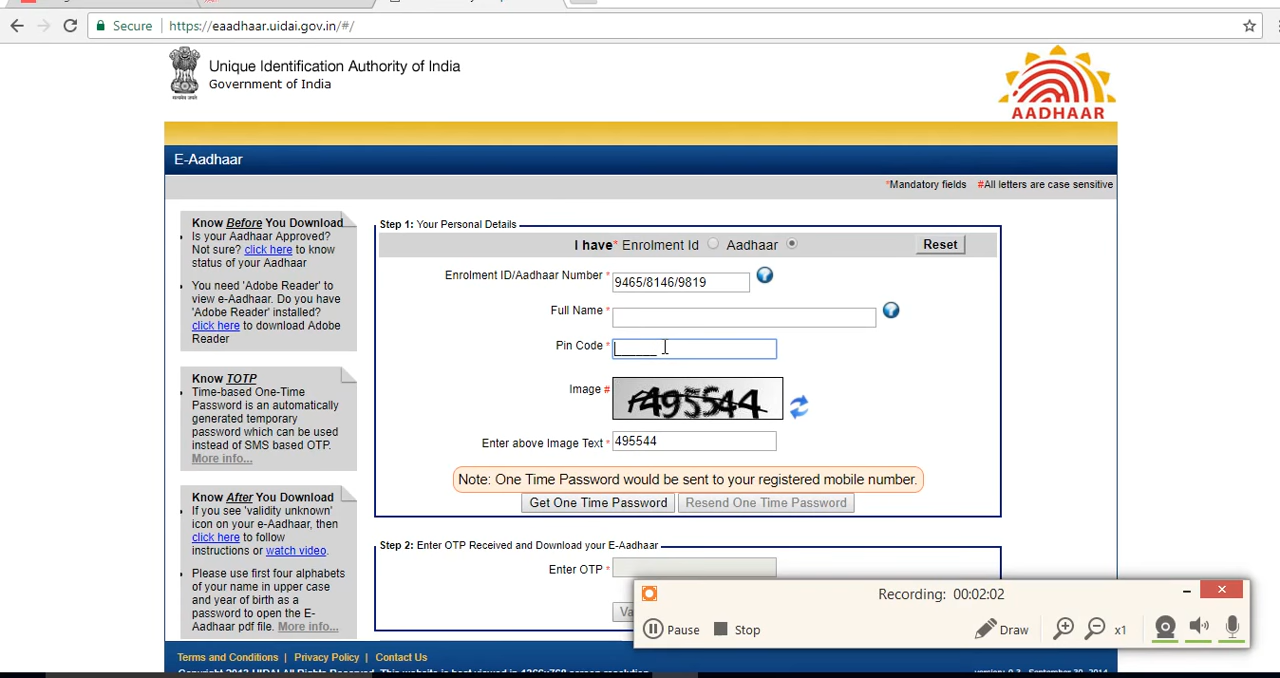 Secure | https://eaadhaar.uidai.gov.in/#/
Unique Identification Authority of India
Government of India
AADHAAR
E-Aadhaar
*Mandatory fields #All letters are case sensitive
Know Before You Download
Is your Aadhaar Approved?
Not sure? click here to know
status of your Aadhaar
You need 'Adobe Reader' to
view e-Aadhaar. Do you have
'Adobe Reader' installed?
click here to download Adobe
Reader
Know TOTP
Time-based One-Time
Password is an automatically
generated temporary
password which can be used
instead of SMS based OTP.
More info...
Know After You Download
If you see 'validity unknown'
icon on your e-Aadhaar, then
click here to follow
instructions or watch video.
Please use first four alphabets
of your name in upper case
and year of birth as a
password to open the E-
Aadhaar pdf file. More info...
Step 1: Your Personal Details
I have* Enrolment Id Aadhaar Reset
Enrolment ID/Aadhaar Number * 9465/8146/9819
Full Name *
Pin Code * ______
Image # 495544
Enter above Image Text * 495544
Note: One Time Password would be sent to your registered mobile number.
Get One Time Password Resend One Time Password
Step 2: Enter OTP Received and Download your E-Aadhaar
Enter OTP *
Va
Recording: 00:02:02
Pause Stop Draw x1
Terms and Conditions | Privacy Policy | Contact Us